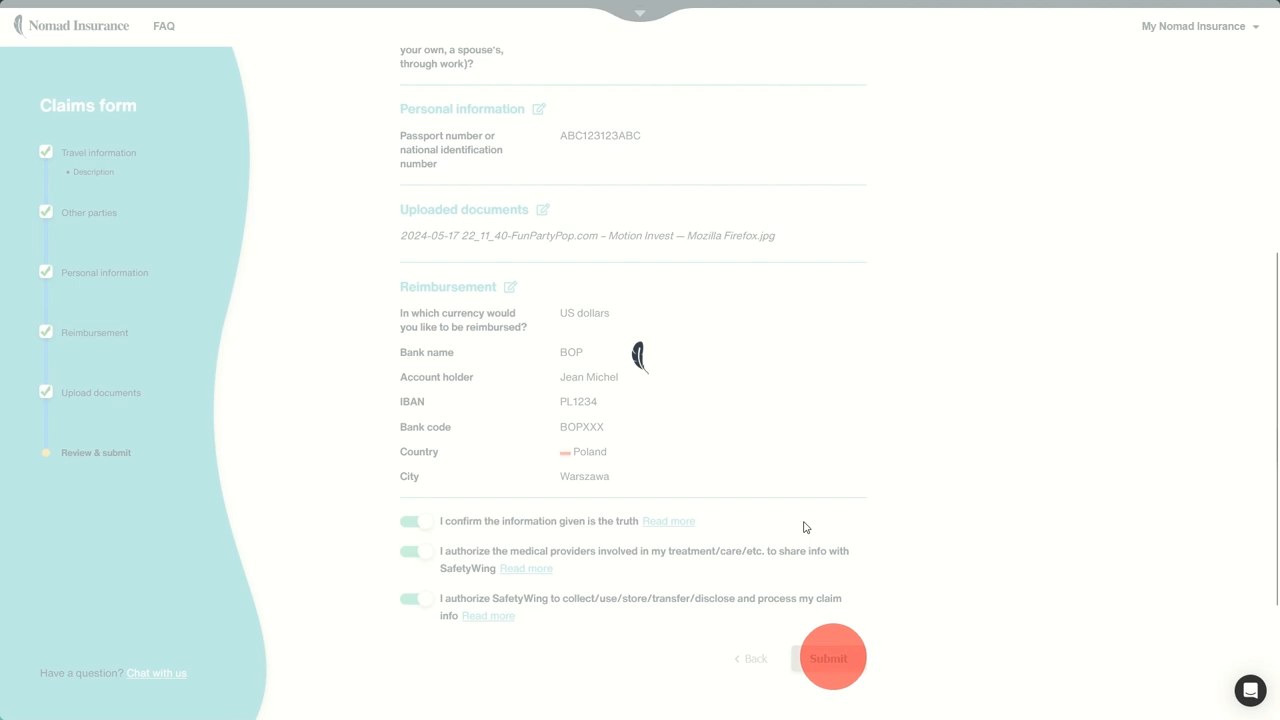 Nomad Insurance
FAQ
My Nomad Insurance
Claims form
Travel information
• Description
Other parties
Personal information
Reimbursement
Upload documents
Review & submit
Have a question? Chat with us
your own, a spouse's,
through work)?
Personal information
Passport number or
national identification
number
ABC123123ABC
Uploaded documents
2024-05-17 22_11_40-FunPartyPop.com – Motion Invest — Mozilla Firefox.jpg
Reimbursement
In which currency would
you like to be reimbursed?
US dollars
Bank name BOP
Account holder Jean Michel
IBAN PL1234
Bank code BOPXXX
Country Poland
City Warszawa
I confirm the information given is the truth Read more
I authorize the medical providers involved in my treatment/care/etc. to share info with
SafetyWing Read more
I authorize SafetyWing to collect/use/store/transfer/disclose and process my claim
info Read more
Back
Submit